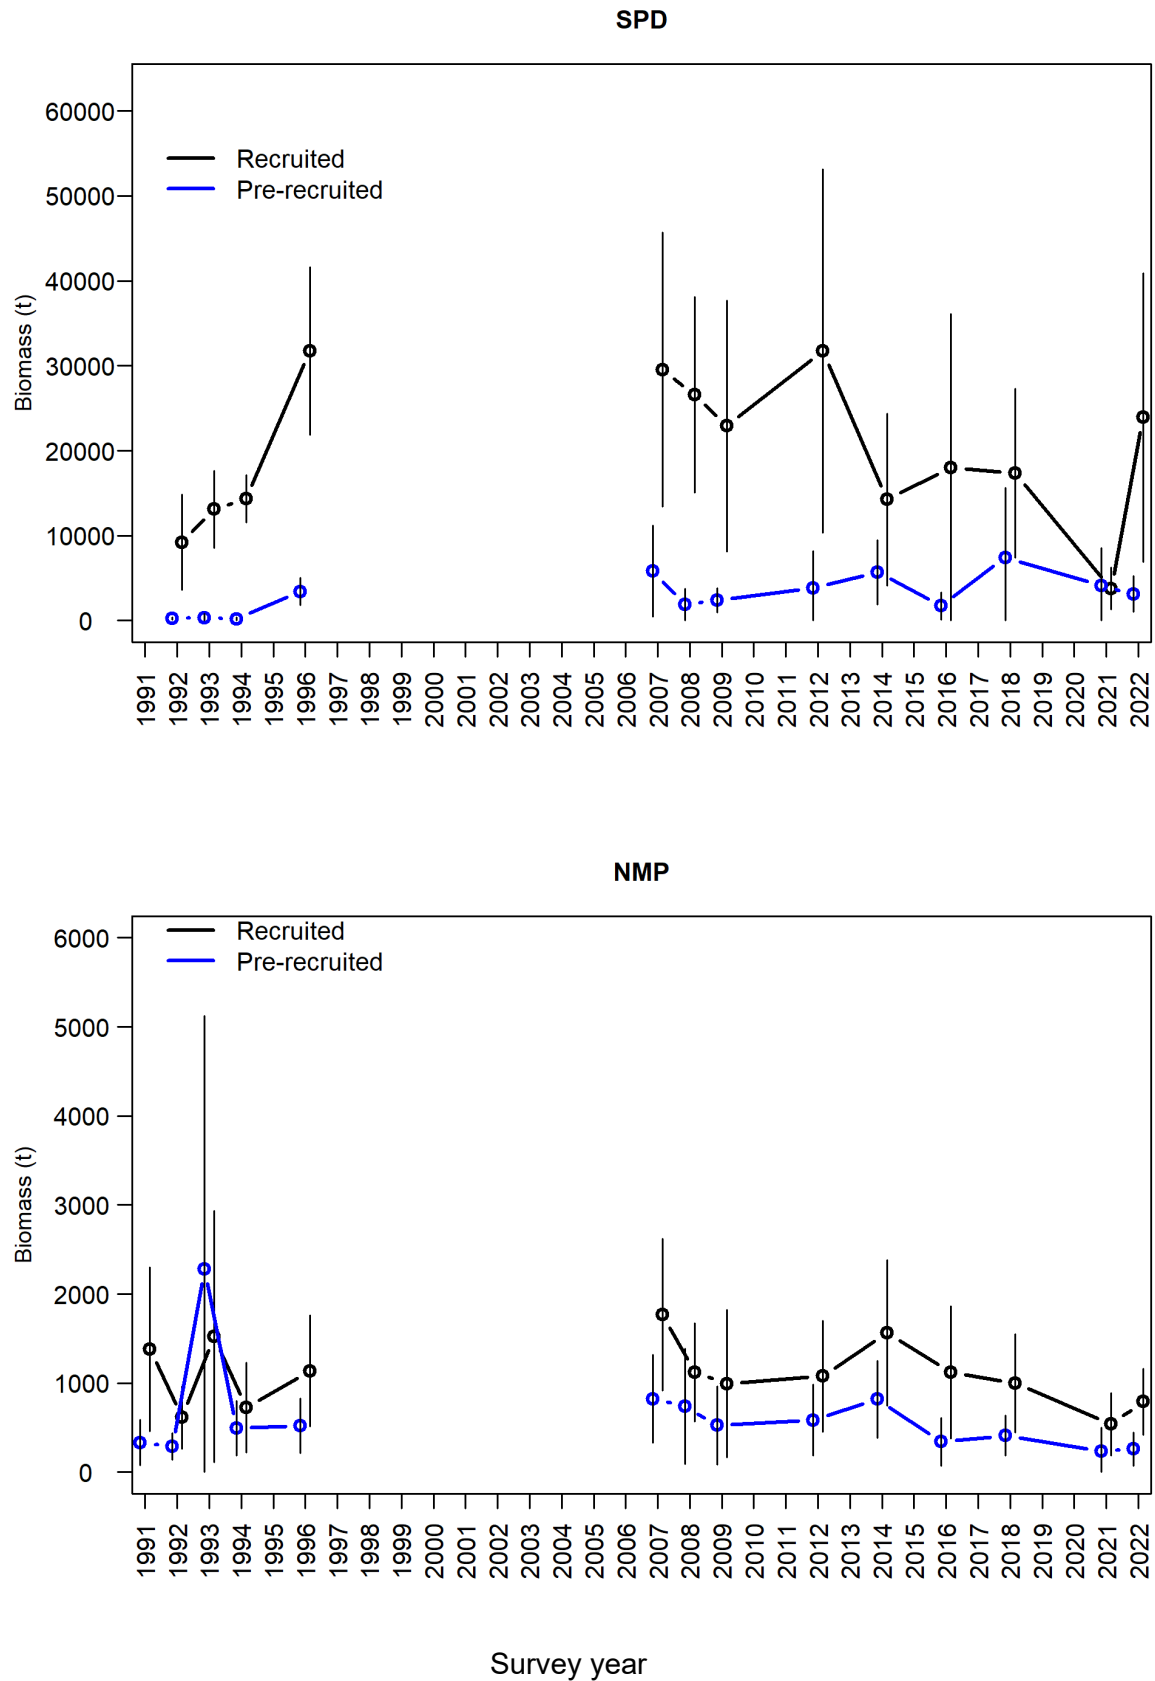 SPD
60000
50000
40000
30000
20000
10000
0
Biomass (t)
Recruited
Pre-recruited
1991 1992 1993 1994 1995 1996 1997 1998 1999 2000 2001 2002 2003 2004 2005 2006 2007 2008 2009 2010 2011 2012 2013 2014 2015 2016 2017 2018 2019 2020 2021 2022
NMP
6000
5000
4000
3000
2000
1000
0
Biomass (t)
Recruited
Pre-recruited
1991 1992 1993 1994 1995 1996 1997 1998 1999 2000 2001 2002 2003 2004 2005 2006 2007 2008 2009 2010 2011 2012 2013 2014 2015 2016 2017 2018 2019 2020 2021 2022
Survey year